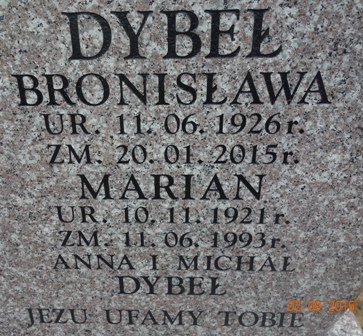 DYBEŁ
BRONISŁAWA
UR. 11. 06. 1926 r.
ZM. 20. 01. 2015 r.
MARIAN
UR. 10. 11. 1921 r.
ZM. 11. 06. 1993 r.
ANNA I MICHAŁ
DYBEŁ
JEZU UFAMY TOBIE